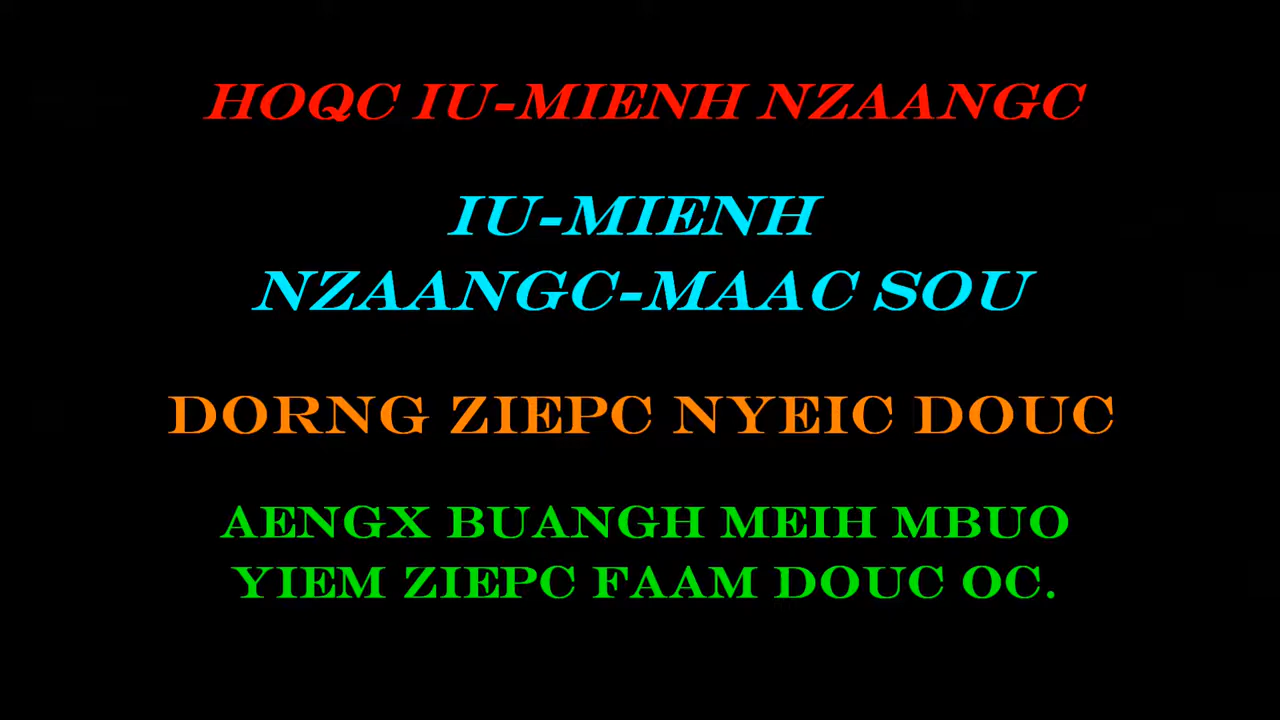 HOQC IU-MIENH NZAANGC
IU-MIENH
NZAANGC-MAAC SOU
DORNG ZIEPC NYEIC DOUC
AENGX BUANGH MEIH MBUO
YIEM ZIEPC FAAM DOUC OC.